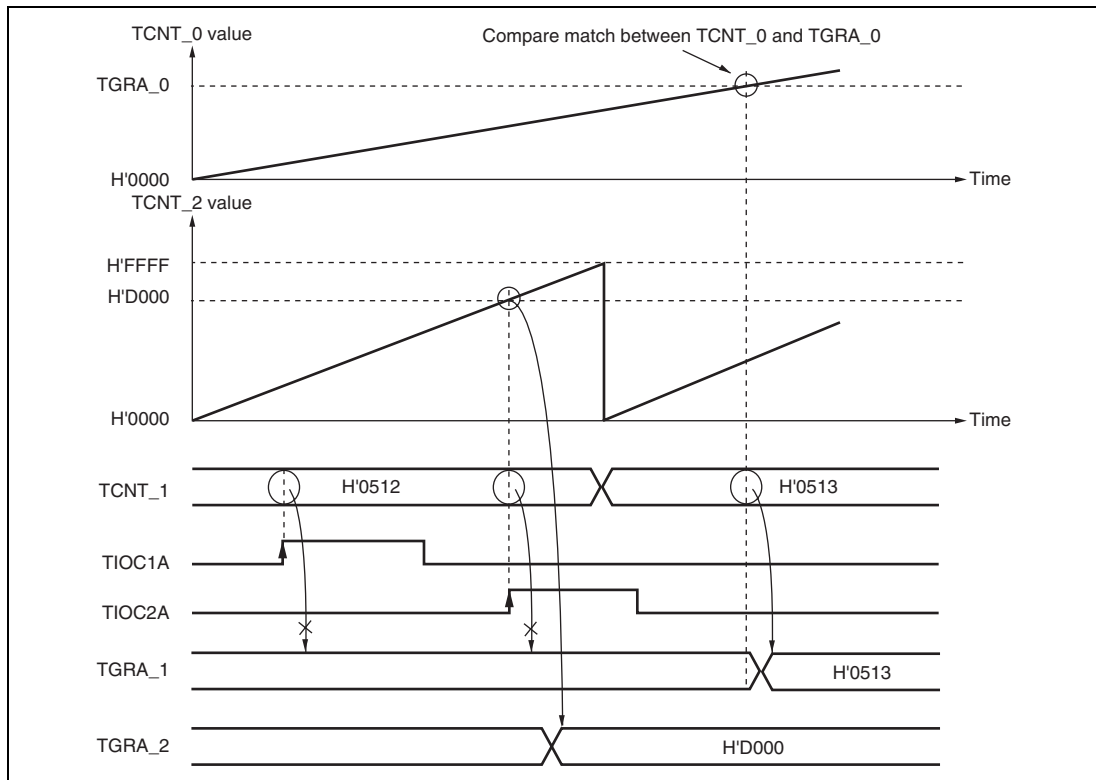 TCNT_0 value
Compare match between TCNT_0 and TGRA_0
TGRA_0
H'0000
Time
TCNT_2 value
H'FFFF
H'D000
H'0000
Time
TCNT_1
H'0512
H'0513
TIOC1A
TIOC2A
TGRA_1
H'0513
TGRA_2
H'D000